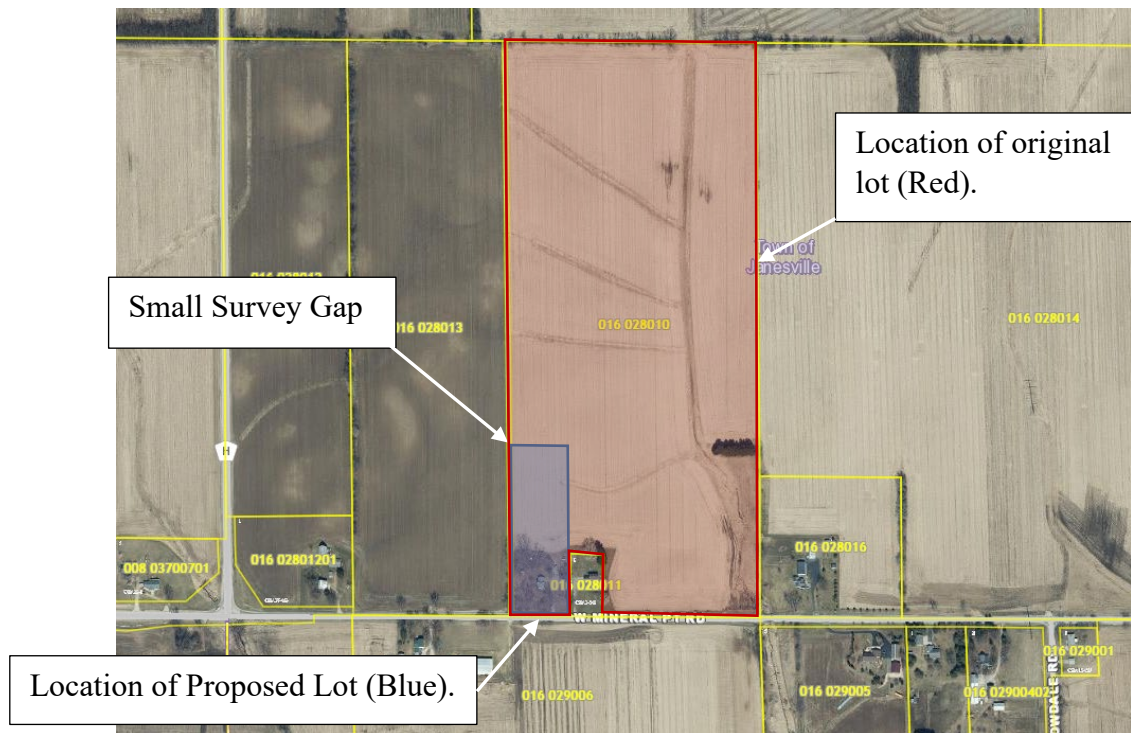 Location of original
lot (Red).
Town of
Janesville
Small Survey Gap
016 028013
016 028010
016 028014
H
016 02801201
008 03700701
016 028011
016 028016
W MINERAL PT RD
Location of Proposed Lot (Blue).
016 029006
016 029005
016 02900402
016 029001